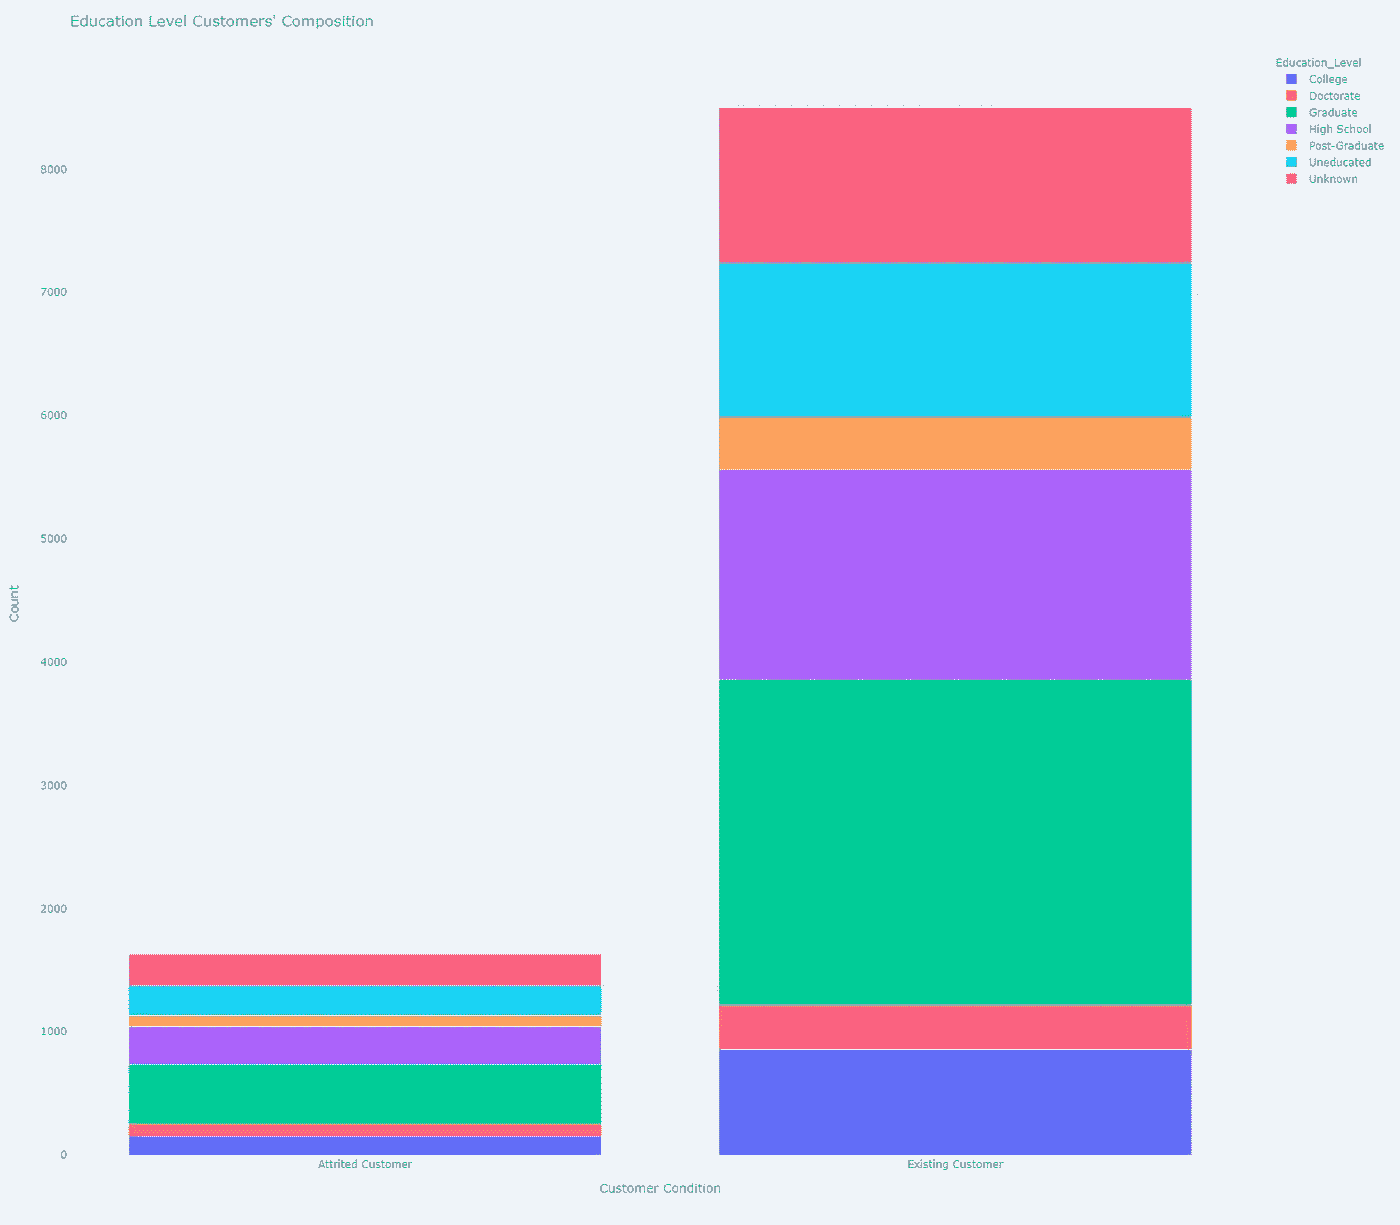 Education Level Customers' Composition
Education_Level
College
Doctorate
Graduate
High School
Post-Graduate
Uneducated
Unknown
8000
7000
6000
5000
4000
3000
2000
1000
0
Count
Attrited Customer
Existing Customer
Customer Condition